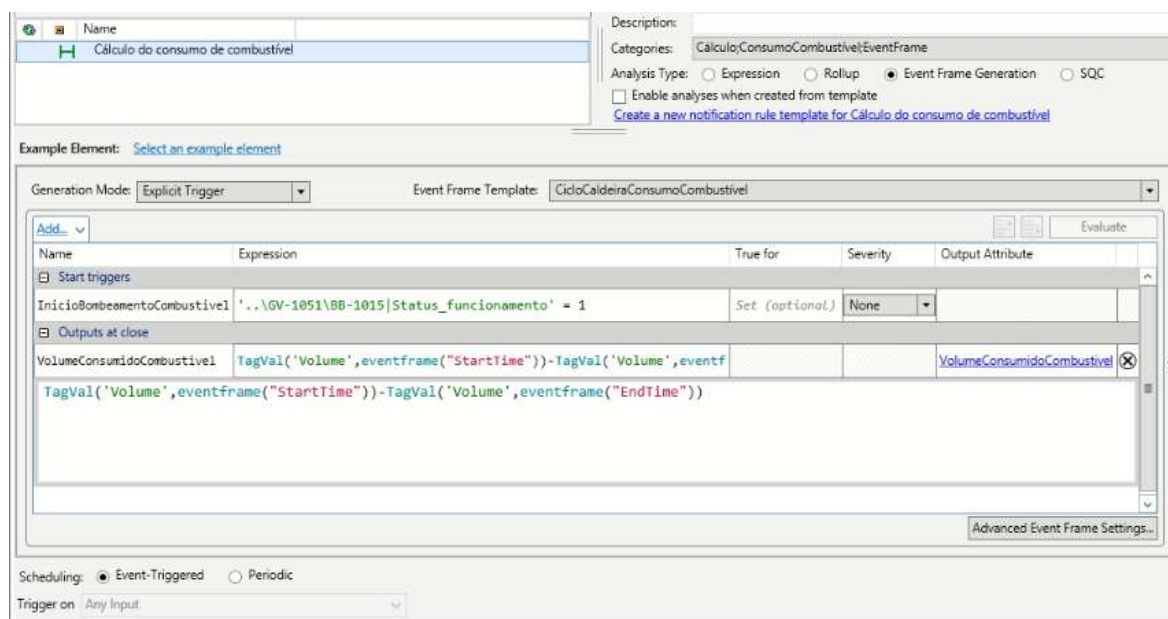 Name
Cálculo do consumo de combustível
Description:
Categories: Cálculo;ConsumoCombustível;EventFrame
Analysis Type: Expression Rollup Event Frame Generation SQC
Enable analyses when created from template
Create a new notification rule template for Cálculo do consumo de combustível
Example Element: Select an example element
Generation Mode: Explicit Trigger Event Frame Template: CicloCaldeiraConsumoCombustível
Add... Evaluate
Name Expression True for Severity Output Attribute
Start triggers
InicioBombeamentoCombustivel '..\GV-1051\BB-1015|Status_funcionamento' = 1 Set (optional) None
Outputs at close
VolumeConsumidoCombustivel TagVal('Volume',eventframe("StartTime"))-TagVal('Volume',eventf VolumeConsumidoCombustivel
TagVal('Volume',eventframe("StartTime"))-TagVal('Volume',eventframe("EndTime"))
Advanced Event Frame Settings...
Scheduling: Event-Triggered Periodic
Trigger on Any Input